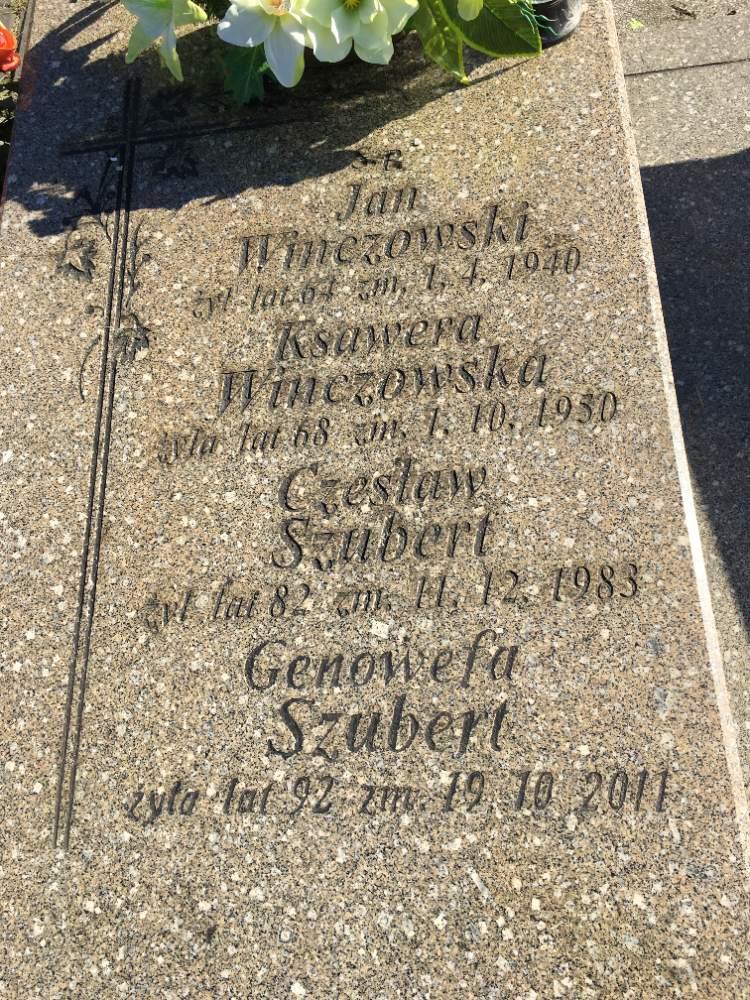 Ś.P.
Jan
Winczowski
żył lat 64 zm. 1. 4. 1940
Ksawera
Winczowska
żyła lat 68 zm. 1. 10. 1950
Czesław
Szubert
żył lat 82 zm. 11. 12. 1983
Genowefa
Szubert
żyła lat 92 zm. 19. 10. 2011